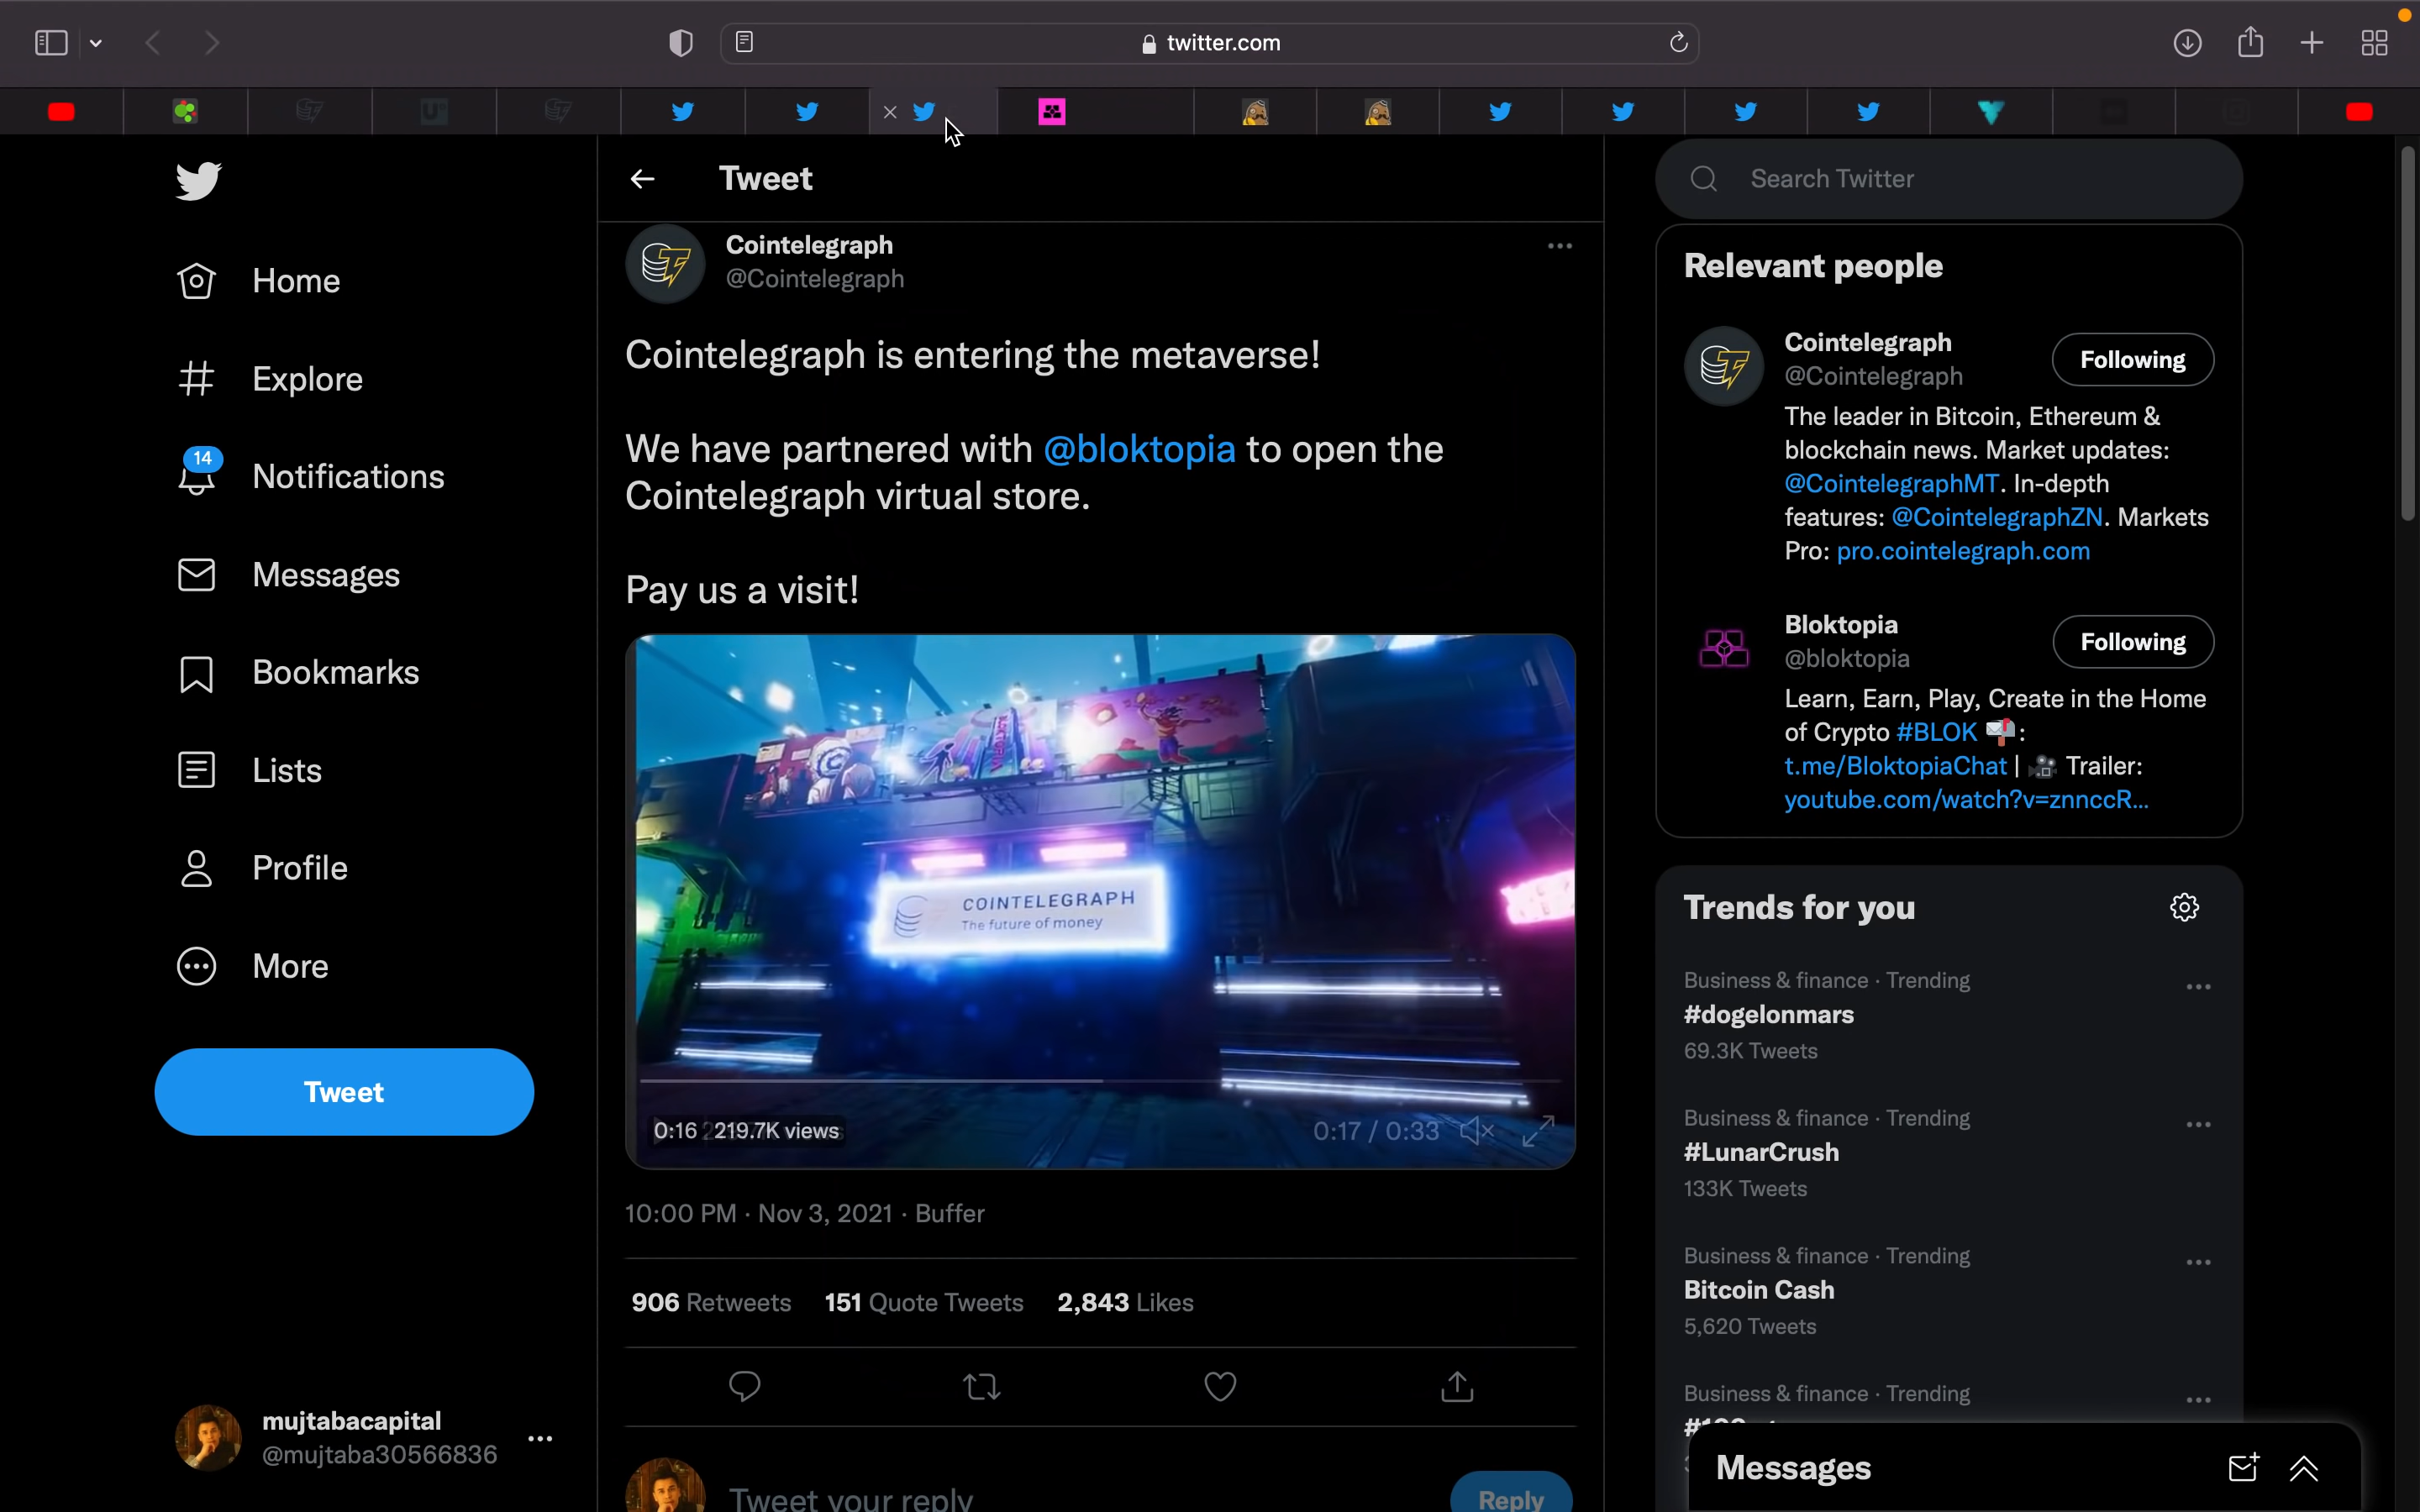 twitter.com
Tweet
Search Twitter
Home
Explore
14
Notifications
Messages
Bookmarks
Lists
Profile
More
Tweet
mujtabacapital
@mujtaba30566836
Cointelegraph
@Cointelegraph
Cointelegraph is entering the metaverse!
We have partnered with @bloktopia to open the
Cointelegraph virtual store.
Pay us a visit!
COINTELEGRAPH
The future of money
0:16 219.7K views
0:17 / 0:33
10:00 PM · Nov 3, 2021 · Buffer
906 Retweets 151 Quote Tweets 2,843 Likes
Tweet your reply
Reply
Relevant people
Cointelegraph
@Cointelegraph
Following
The leader in Bitcoin, Ethereum &
blockchain news. Market updates:
@CointelegraphMT. In-depth
features: @CointelegraphZN. Markets
Pro: pro.cointelegraph.com
Bloktopia
@bloktopia
Following
Learn, Earn, Play, Create in the Home
of Crypto #BLOK 📬:
t.me/BloktopiaChat | 🎥 Trailer:
youtube.com/watch?v=znnccR...
Trends for you
Business & finance · Trending
#dogelonmars
69.3K Tweets
Business & finance · Trending
#LunarCrush
133K Tweets
Business & finance · Trending
Bitcoin Cash
5,620 Tweets
Business & finance · Trending
Messages